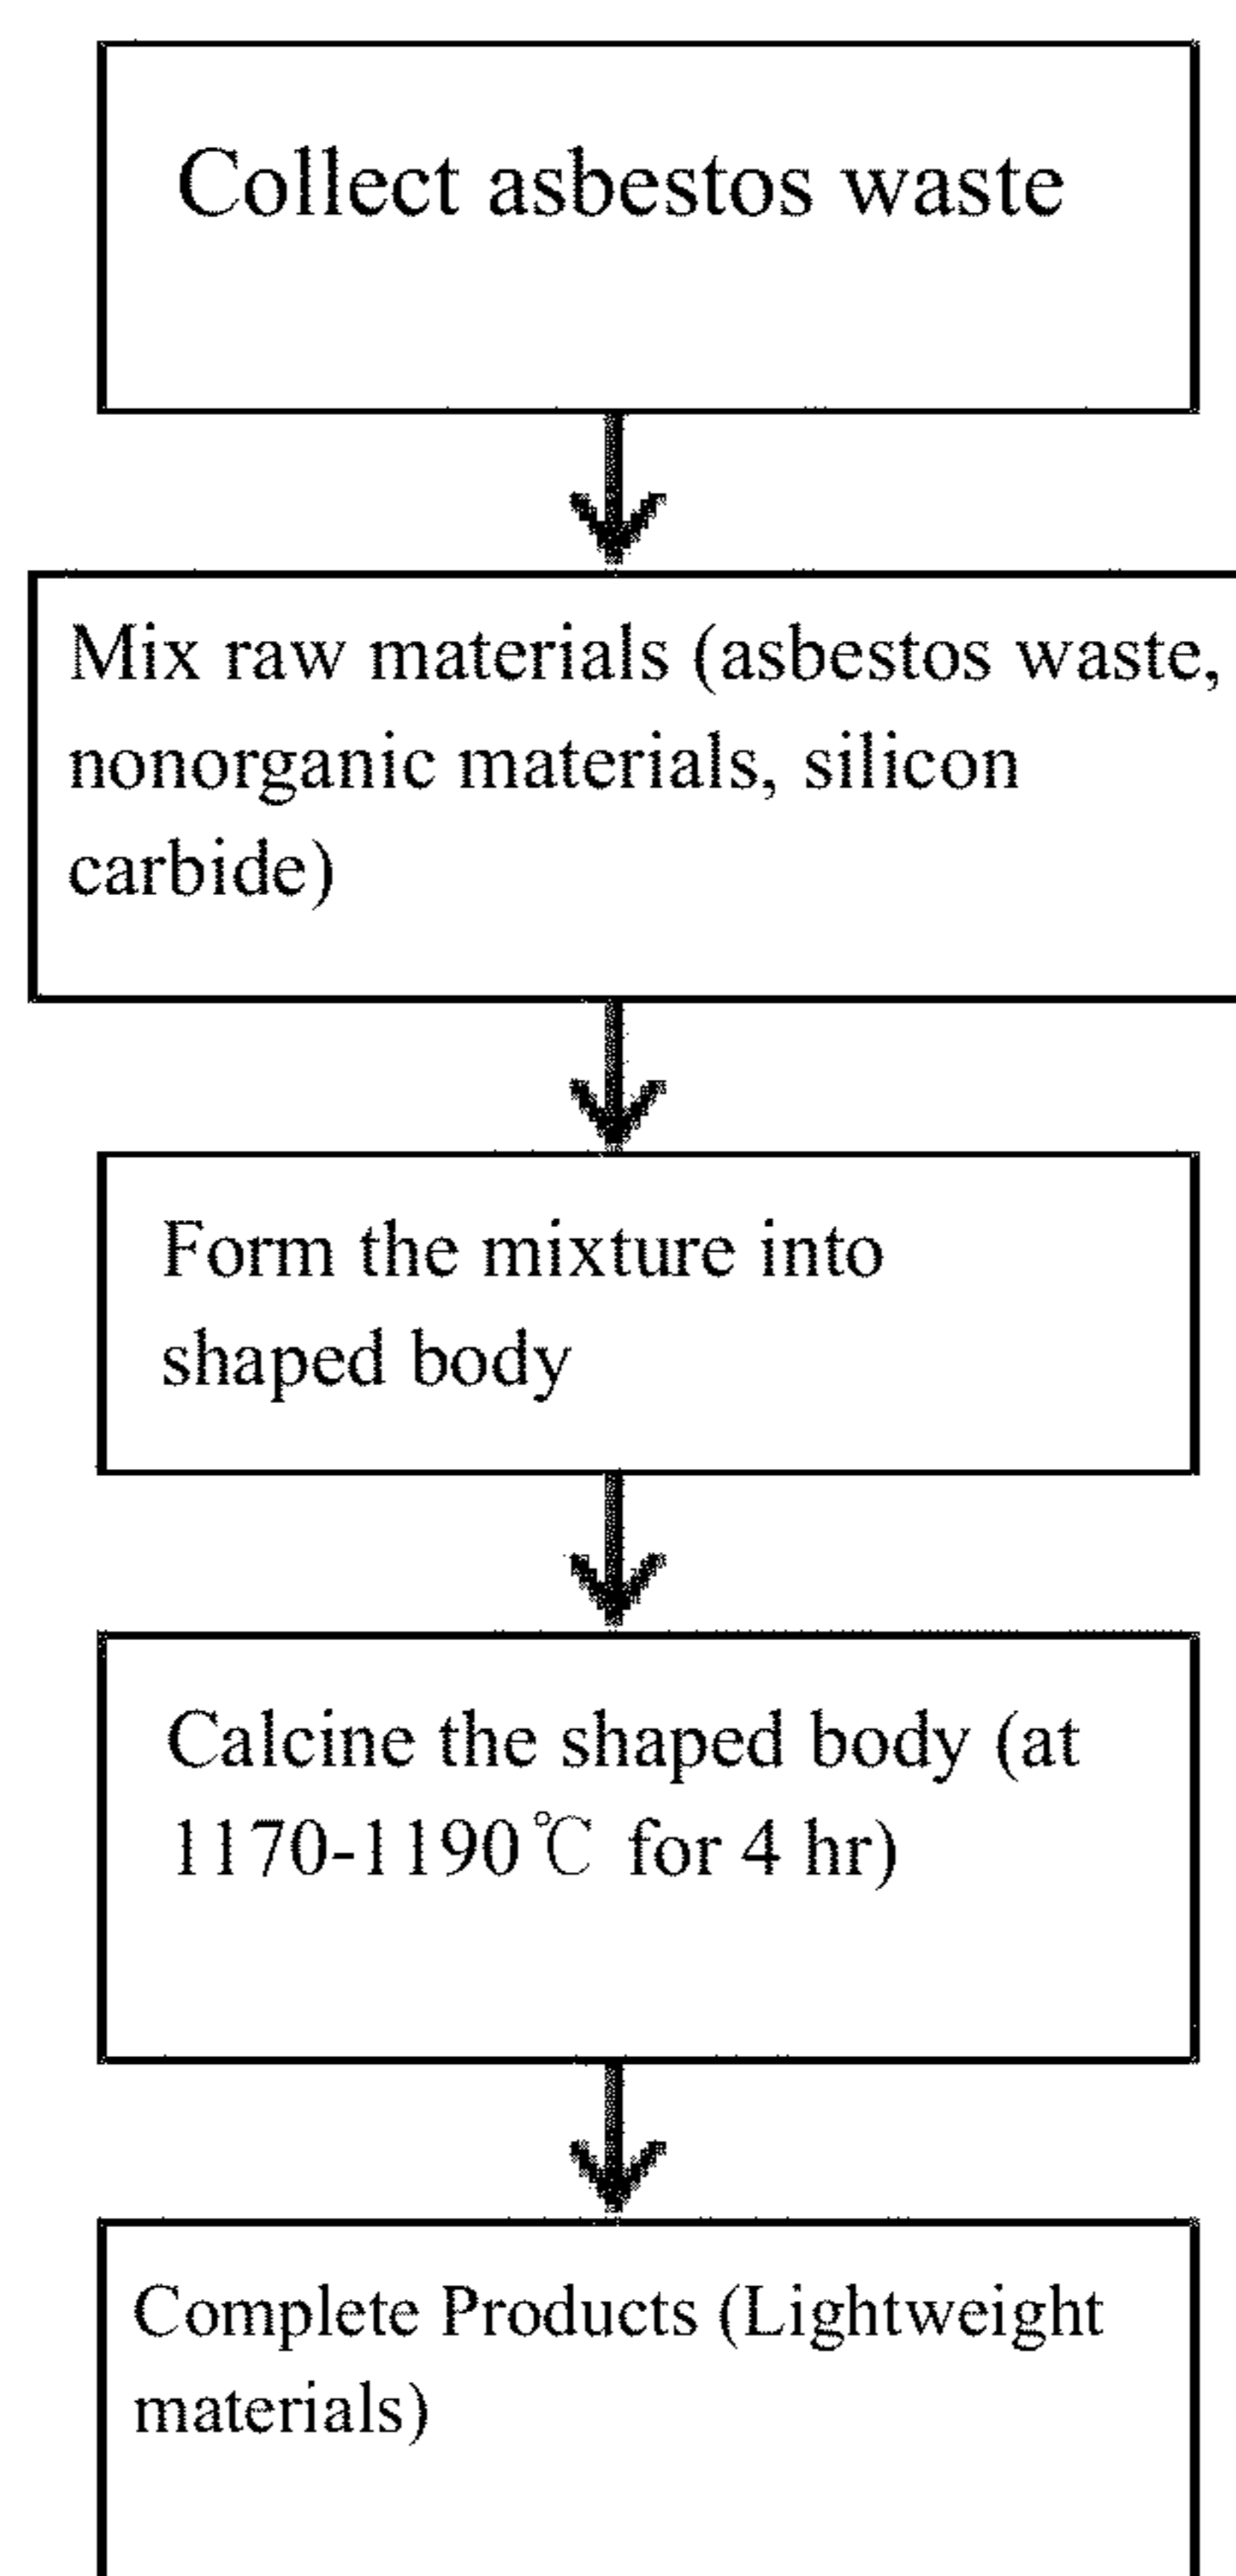 Collect asbestos waste
Mix raw materials (asbestos waste,
nonorganic materials, silicon
carbide)
Form the mixture into
shaped body
Calcine the shaped body (at
1170-1190℃ for 4 hr)
Complete Products (Lightweight
materials)